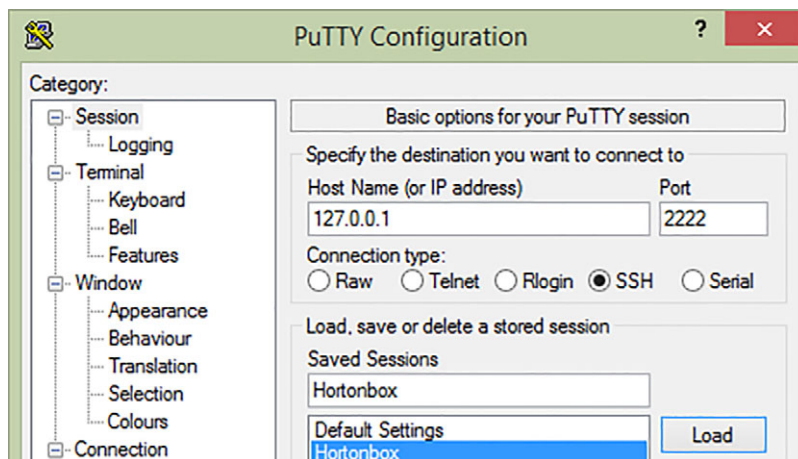 PuTTY Configuration
?
Category:
Session
Logging
Terminal
Keyboard
Bell
Features
Window
Appearance
Behaviour
Translation
Selection
Colours
Connection
Basic options for your PuTTY session
Specify the destination you want to connect to
Host Name (or IP address) Port
127.0.0.1 2222
Connection type:
Raw Telnet Rlogin SSH Serial
Load, save or delete a stored session
Saved Sessions
Hortonbox
Default Settings
Hortonbox
Load